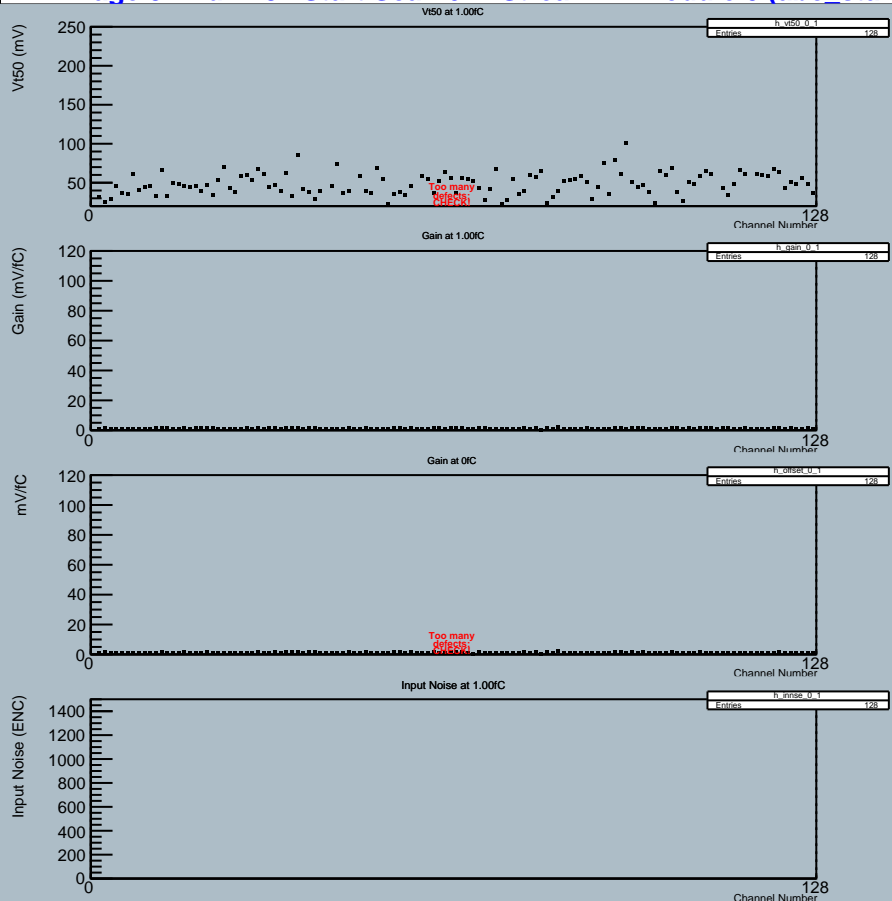 Vt50 at 1.00fC
h_vt50_0_1
Entries 128
Vt50 (mV)
250
200
150
100
50
Too many
defects:
CHECK!
0
128
Channel Number
Gain at 1.00fC
h_gain_0_1
Entries 128
Gain (mV/fC)
120
100
80
60
40
20
0
0
128
Channel Number
Gain at 0fC
h_offset_0_1
Entries 128
mV/fC
120
100
80
60
40
20
Too many
defects:
CHECK!
0
0
128
Channel Number
Input Noise at 1.00fC
h_innse_0_1
Entries 128
Input Noise (ENC)
1400
1200
1000
800
600
400
200
0
0
128
Channel Number